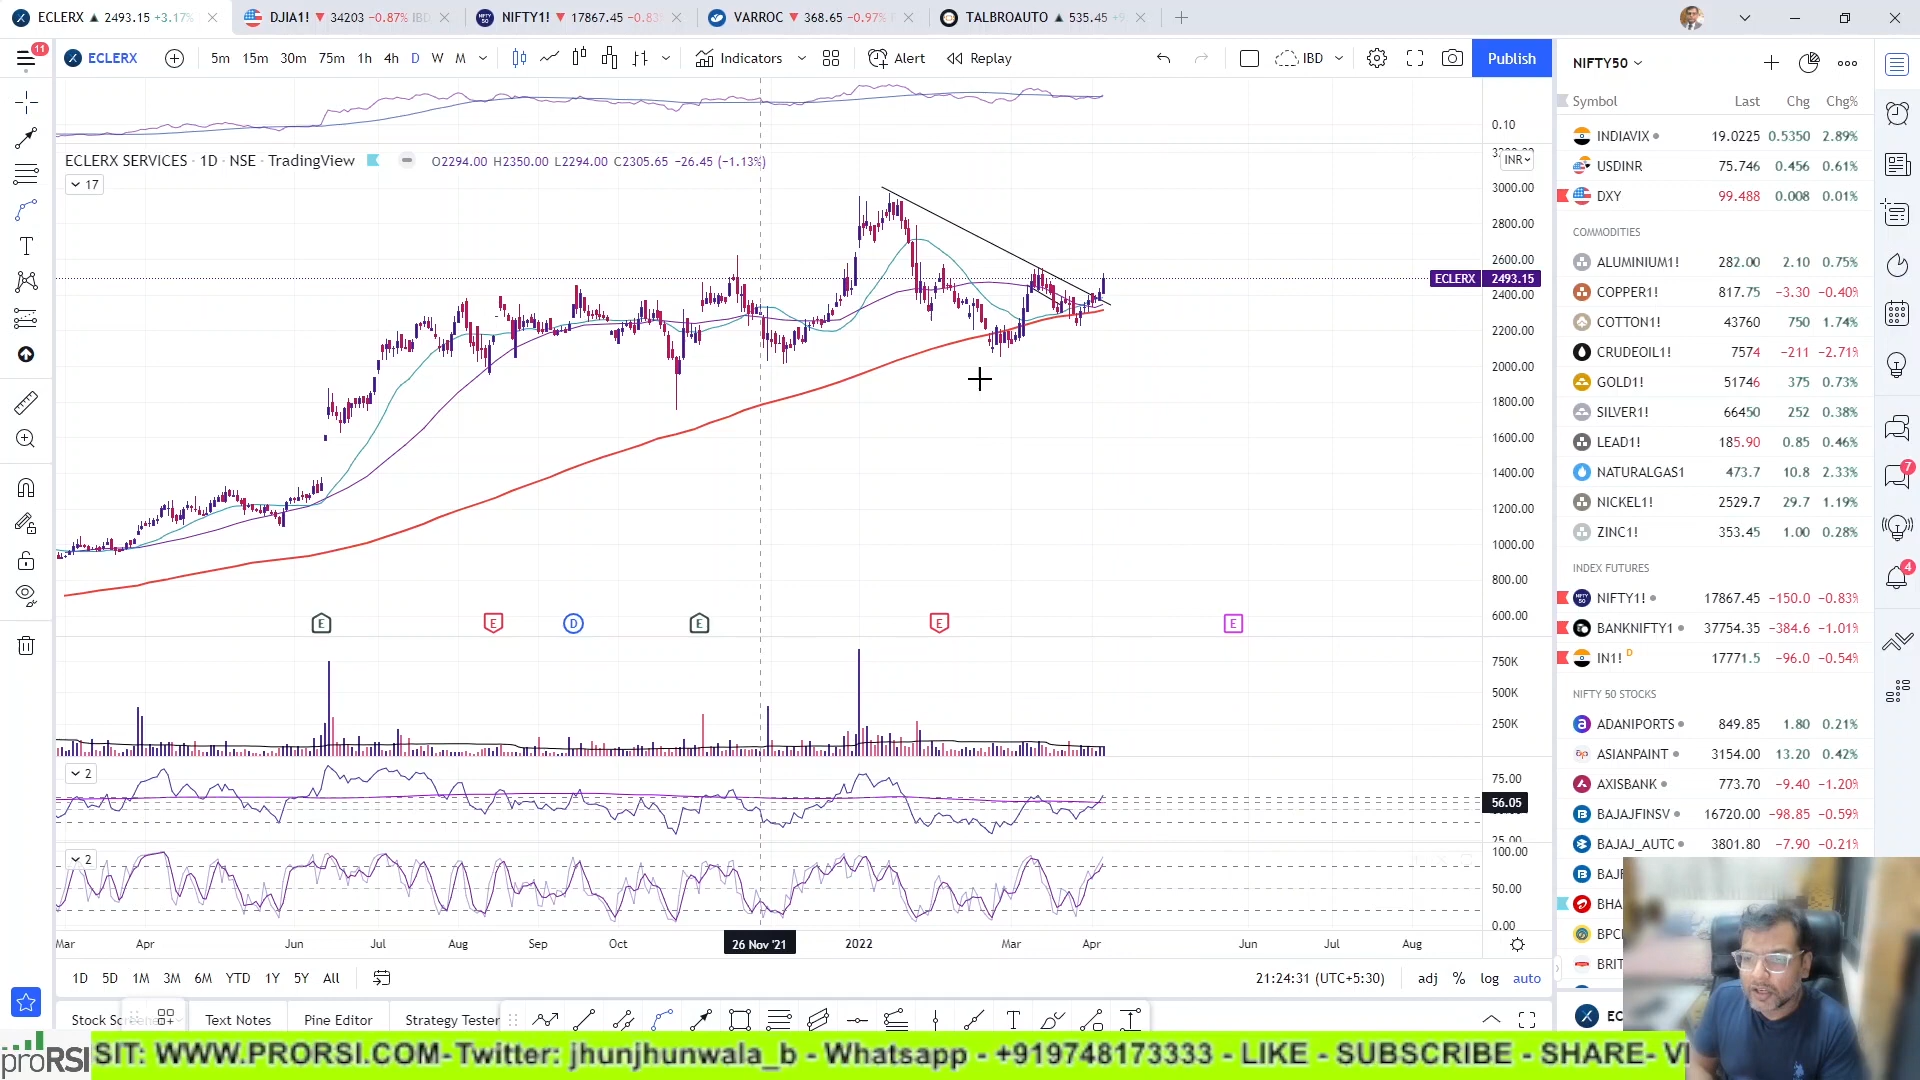 ECLERX ▲ 2493.15 +3.17%
DJIA1! ▼ 34203 −0.87% IBD
NIFTY1! ▼ 17867.45 −0.83%
VARROC ▼ 368.65 −0.97%
TALBROAUTO ▲ 535.45
11
ECLERX
5m 15m 30m 75m 1h 4h D W M
Indicators
Alert
Replay
IBD
Publish
0.10
ECLERX SERVICES · 1D · NSE · TradingView
O2294.00 H2350.00 L2294.00 C2305.65 −26.45 (−1.13%)
17
INR
3000.00
2800.00
2600.00
ECLERX 2493.15
2400.00
2200.00
2000.00
1800.00
1600.00
1400.00
1200.00
1000.00
800.00
600.00
E E D E E E
750K
500K
250K
2
75.00
56.05
25.00
2
100.00
50.00
0.00
Mar Apr Jun Jul Aug Sep Oct 26 Nov '21 2022 Mar Apr Jun Jul Aug
1D 5D 1M 3M 6M YTD 1Y 5Y All
21:24:31 (UTC+5:30)
adj % log auto
Text Notes
Pine Editor
Strategy Tester
NIFTY50
Symbol Last Chg Chg%
INDIAVIX 19.0225 0.5350 2.89%
USDINR 75.746 0.456 0.61%
DXY 99.488 0.008 0.01%
COMMODITIES
ALUMINIUM1! 282.00 2.10 0.75%
COPPER1! 817.75 −3.30 −0.40%
COTTON1! 43760 750 1.74%
CRUDEOIL1! 7574 −211 −2.71%
GOLD1! 51746 375 0.73%
SILVER1! 66450 252 0.38%
LEAD1! 185.90 0.85 0.46%
NATURALGAS1 473.7 10.8 2.33%
NICKEL1! 2529.7 29.7 1.19%
ZINC1! 353.45 1.00 0.28%
INDEX FUTURES
NIFTY1! 17867.45 −150.0 −0.83%
BANKNIFTY1 37754.35 −384.6 −1.01%
IN1! D 17771.5 −96.0 −0.54%
NIFTY 50 STOCKS
ADANIPORTS 849.85 1.80 0.21%
ASIANPAINT 3154.00 13.20 0.42%
AXISBANK 773.70 −9.40 −1.20%
BAJAJFINSV 16720.00 −98.85 −0.59%
BAJAJ_AUTC 3801.80 −7.90 −0.21%
BHA
BPC
BRIT
EC
7
4
proRSI
SIT: WWW.PRORSI.COM-Twitter: jhunjhunwala_b - Whatsapp - +919748173333 - LIKE - SUBSCRIBE - SHARE- VI